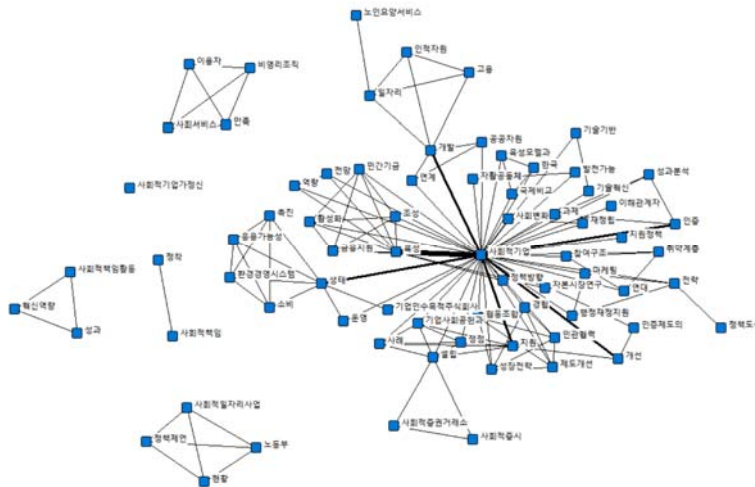 노인요양서비스
인적자원
고용
일자리
이용자
비영리조직
사회서비스
만족
개발
공공자원
기술기반
육성모델과
한국
전망
민간기금
연계
자활공동체
발전가능
성과분석
역량
국제비교
기술혁신
사회적기업가정신
이해관계자
활성화
조성
사회변화
과제
재정립
인증
촉진
지원정책
응용가능성
금융지원
육성
사회적기업
참여구조
취약계층
정착
정책방향
마케팅
사회적책임활동
환경경영시스템
생태
자본시장연구
연대
전략
혁신역량
소비
기업인수목적주식회사
협동조합
경험
행정재정지원
운영
기업사회공헌과
인증제도의
정책도
성과
사회적책임
사례
쟁점
지원
민관협력
설립
개선
성장전략
제도개선
사회적일자리사업
사회적증권거래소
정책제언
노동부
사회적증시
현황